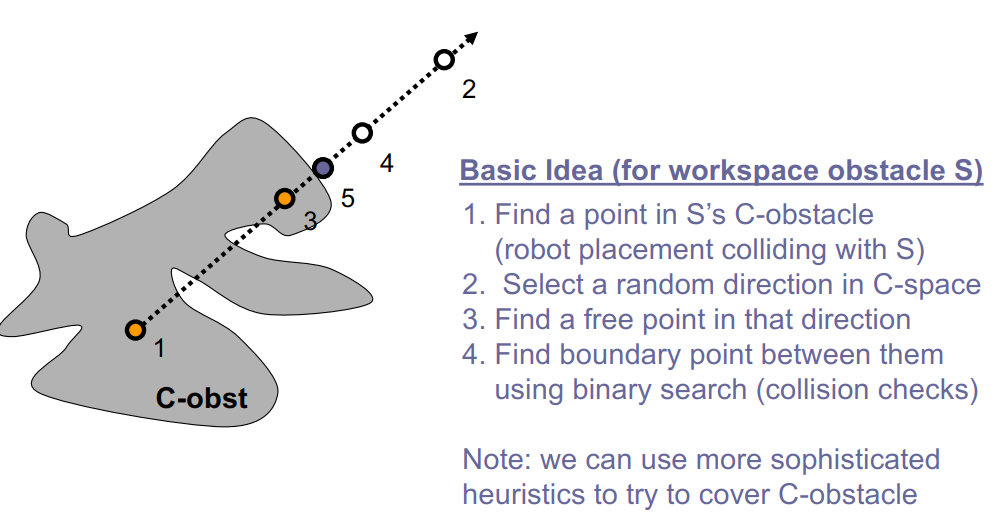 2
4
5
3
1
C-obst
Basic Idea (for workspace obstacle S)
1. Find a point in S's C-obstacle
(robot placement colliding with S)
2. Select a random direction in C-space
3. Find a free point in that direction
4. Find boundary point between them
using binary search (collision checks)
Note: we can use more sophisticated
heuristics to try to cover C-obstacle